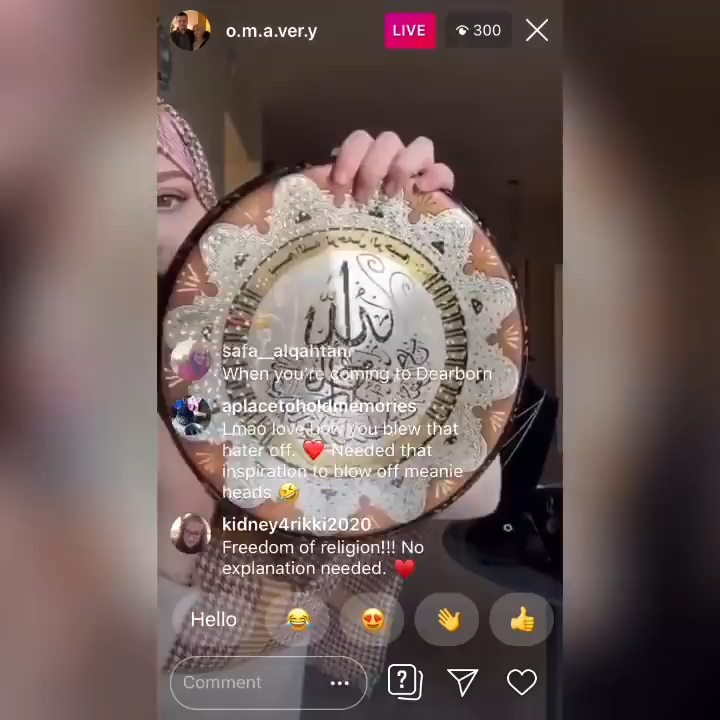 o.m.a.ver.y
LIVE
300
الله
safa__alqahtani
When you're coming to Dearborn
aplacetoholdmemories
Lmao love how you blew that
hater off. ❤️ Needed that
inspiration to blow off meanie
heads 🤣
kidney4rikki2020
Freedom of religion!!! No
explanation needed. ♥️
Hello 😂 😍 👋 👍
Comment